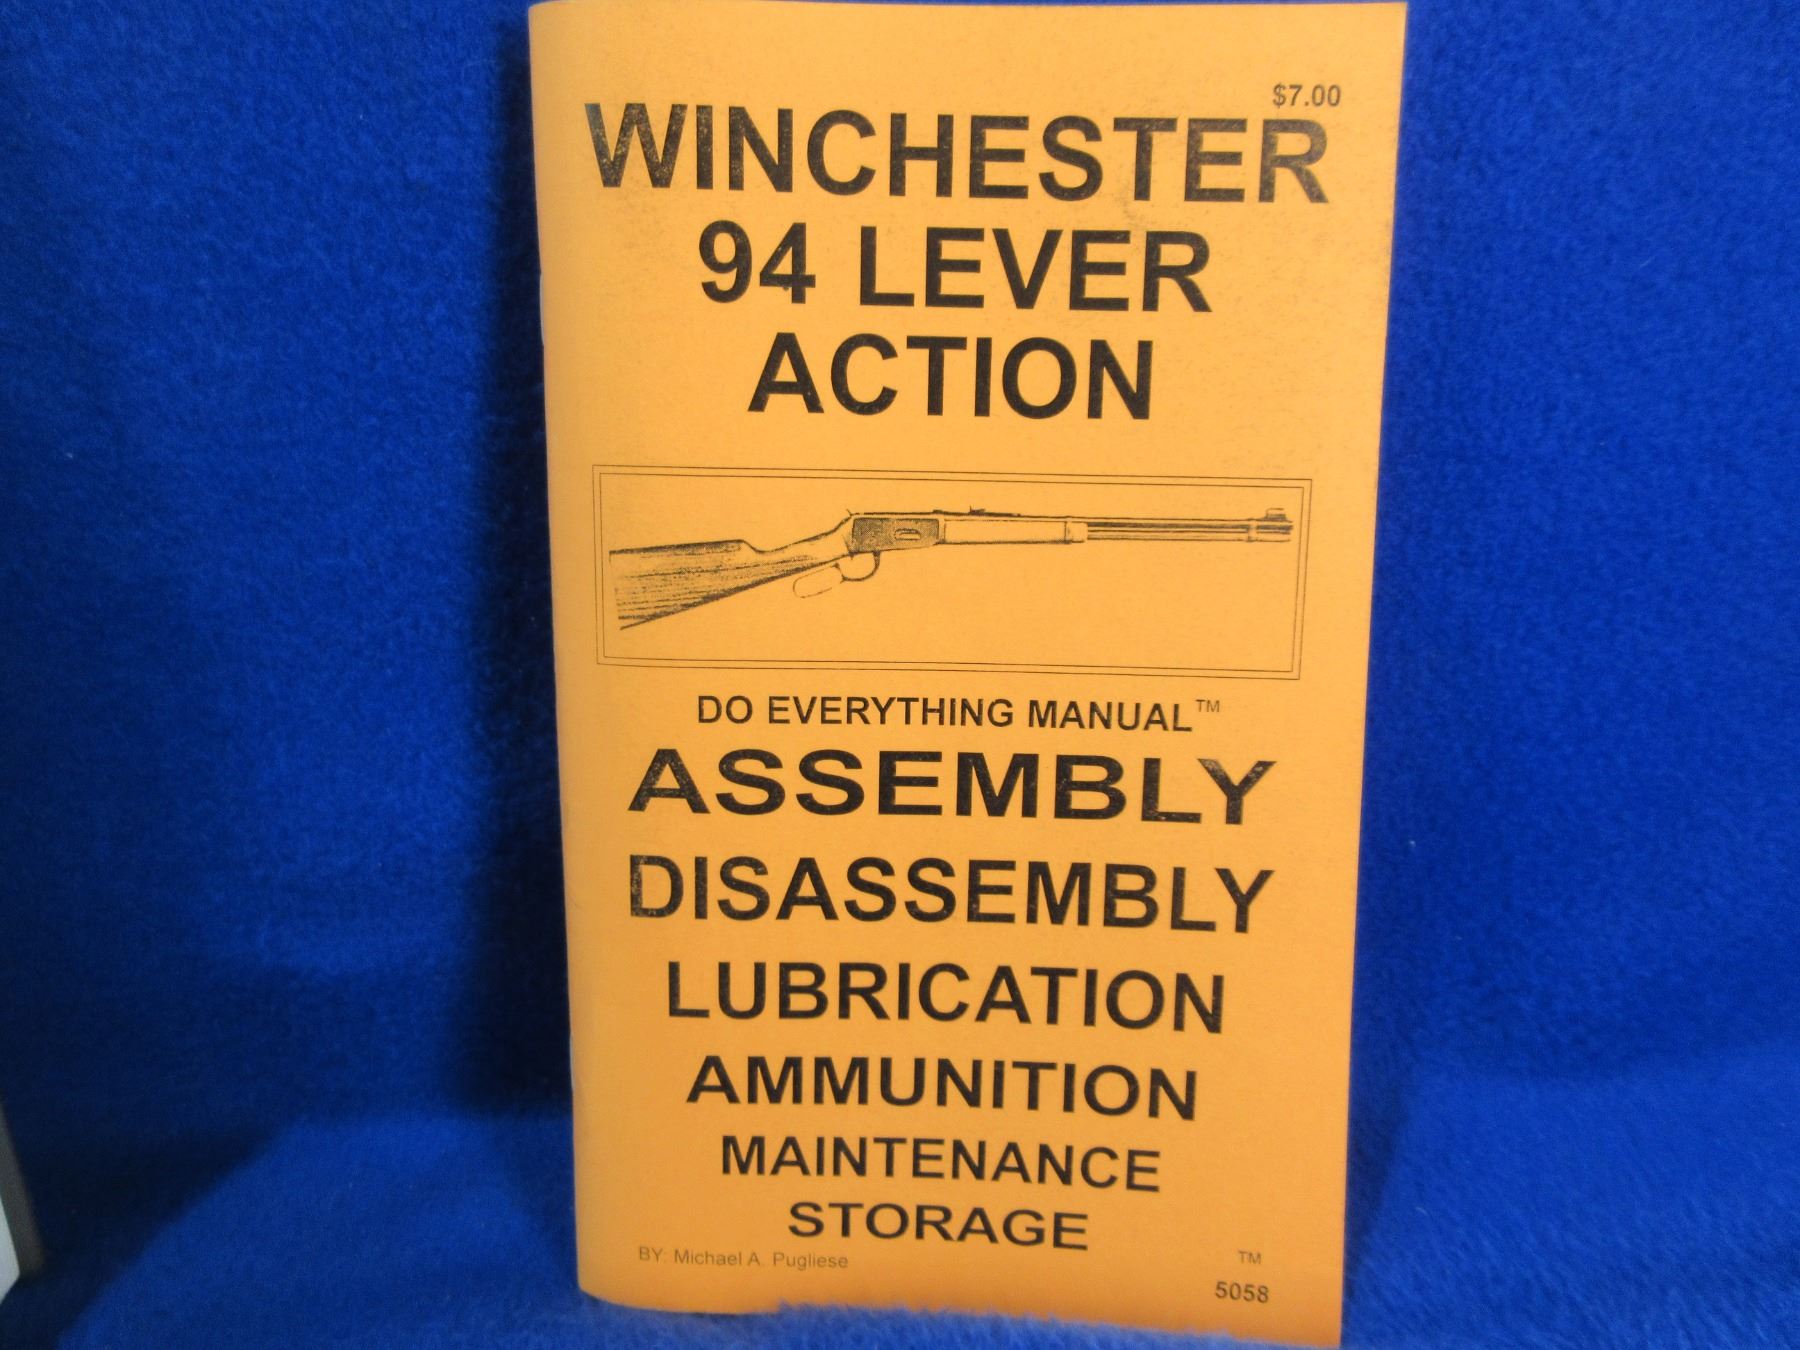 $7.00
WINCHESTER
94 LEVER
ACTION
DO EVERYTHING MANUAL™
ASSEMBLY
DISASSEMBLY
LUBRICATION
AMMUNITION
MAINTENANCE
STORAGE
BY: Michael A. Pugliese
TM
5058